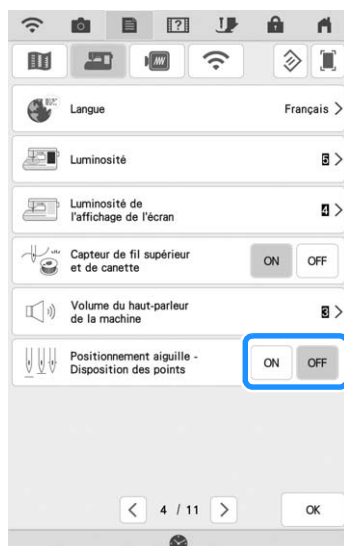 Langue
Français >
Luminosité
5 >
Luminosité de
l'affichage de l'écran
4 >
Capteur de fil supérieur
et de canette
ON OFF
Volume du haut-parleur
de la machine
3 >
Positionnement aiguille -
Disposition des points
ON OFF
< 4 / 11 >
OK